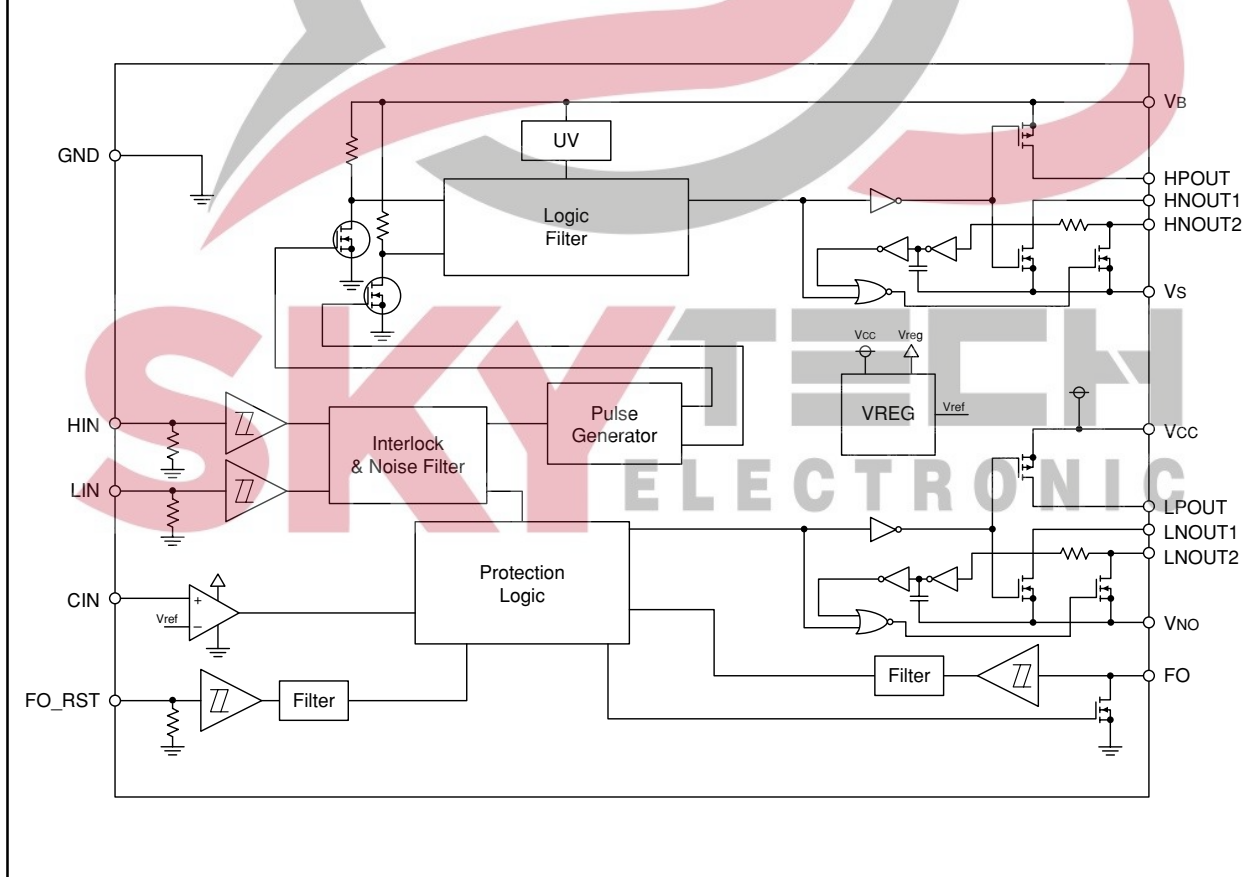 VB
UV
GND
HPOUT
HNOUT1
Logic
Filter
HNOUT2
VS
SKYTECH
ELECTRONIC
VCC
Vreg
VREG
Vref
HIN
Interlock
& Noise Filter
Pulse
Generator
VCC
LIN
LPOUT
LNOUT1
LNOUT2
Protection
Logic
CIN
+
Vref
−
VNO
FO_RST
Filter
Filter
FO